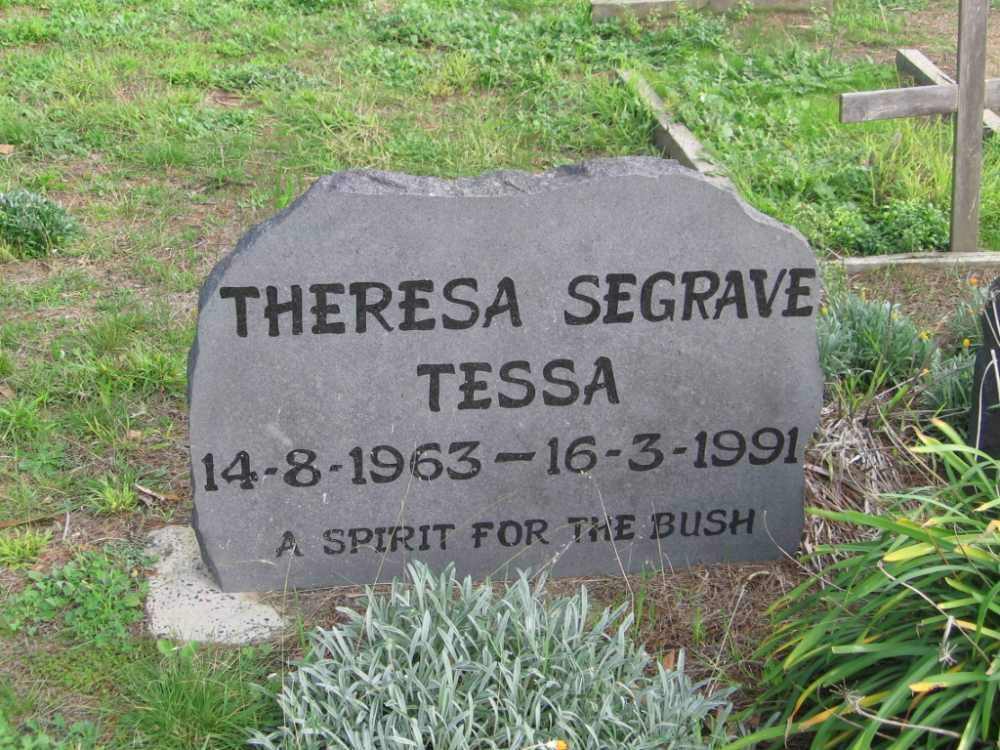 THERESA SEGRAVE
TESSA
14-8-1963 — 16-3-1991
A SPIRIT FOR THE BUSH